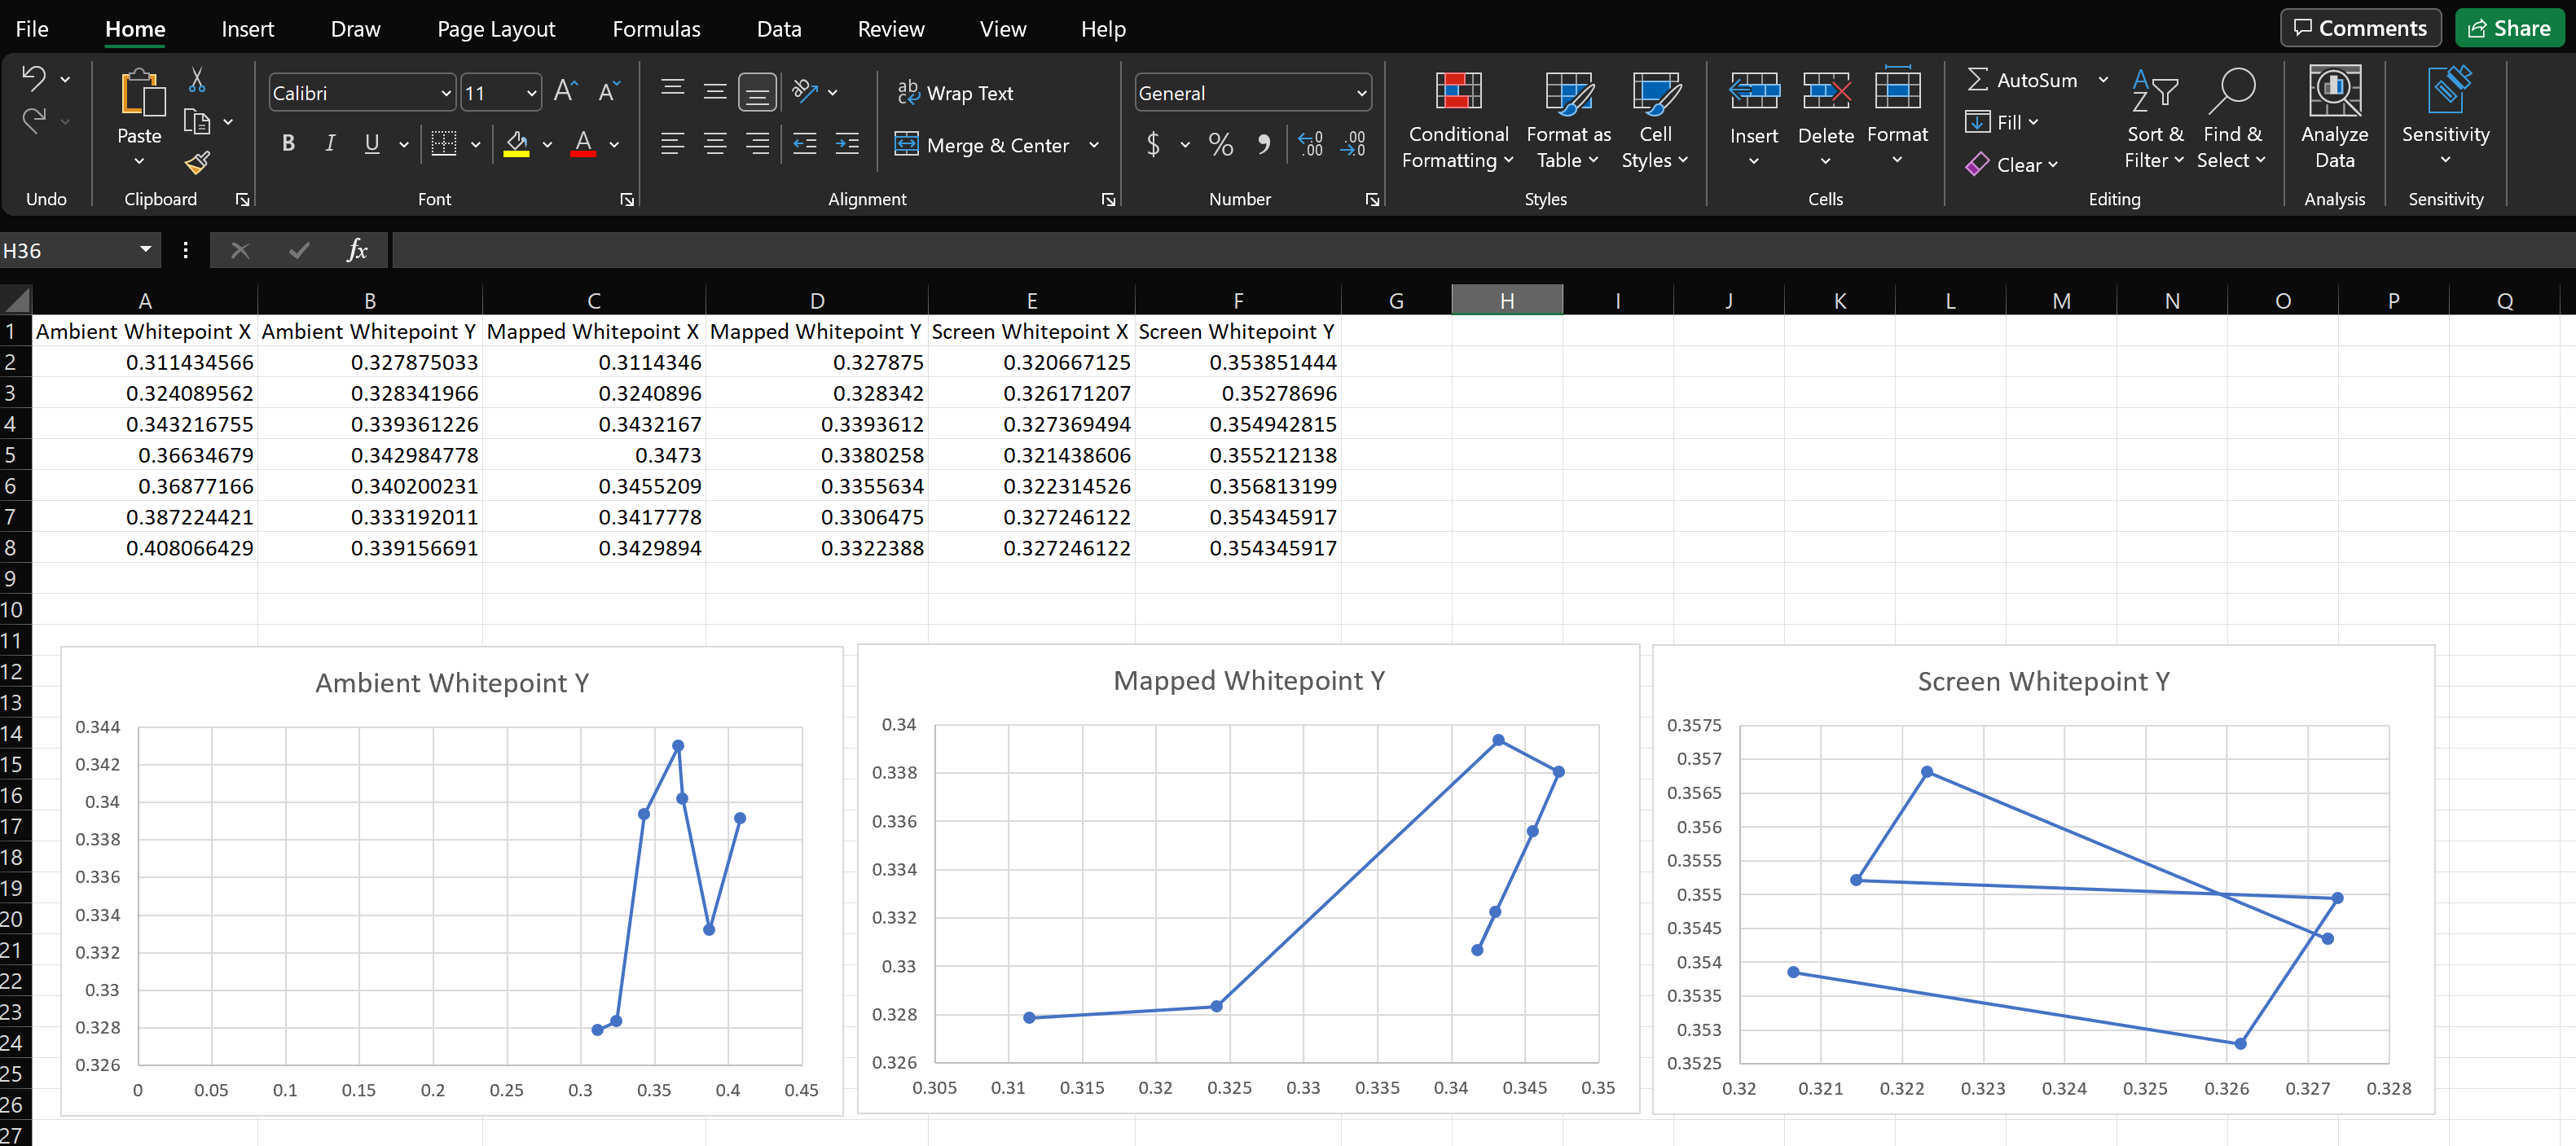 File Home Insert Draw Page Layout Formulas Data Review View Help Comments Share
Calibri 11 A A ab Wrap Text General AutoSum
Paste B I U A Merge & Center $ % , .00 .00 Conditional Formatting Format as Table Cell Styles Insert Delete Format Fill Clear Sort & Filter Find & Select Analyze Data Sensitivity
Undo Clipboard Font Alignment Number Styles Cells Editing Analysis Sensitivity
H36 fx
A B C D E F G H I J K L M N O P Q
1 Ambient Whitepoint X Ambient Whitepoint Y Mapped Whitepoint X Mapped Whitepoint Y Screen Whitepoint X Screen Whitepoint Y
2 0.311434566 0.327875033 0.3114346 0.327875 0.320667125 0.353851444
3 0.324089562 0.328341966 0.3240896 0.328342 0.326171207 0.35278696
4 0.343216755 0.339361226 0.3432167 0.3393612 0.327369494 0.354942815
5 0.36634679 0.342984778 0.3473 0.3380258 0.321438606 0.355212138
6 0.36877166 0.340200231 0.3455209 0.3355634 0.322314526 0.356813199
7 0.387224421 0.333192011 0.3417778 0.3306475 0.327246122 0.354345917
8 0.408066429 0.339156691 0.3429894 0.3322388 0.327246122 0.354345917
9
10
11
12
13
14
15
16
17
18
19
20
21
22
23
24
25
26
27
Ambient Whitepoint Y
0.344
0.342
0.34
0.338
0.336
0.334
0.332
0.33
0.328
0.326
0 0.05 0.1 0.15 0.2 0.25 0.3 0.35 0.4 0.45
Mapped Whitepoint Y
0.34
0.338
0.336
0.334
0.332
0.33
0.328
0.326
0.305 0.31 0.315 0.32 0.325 0.33 0.335 0.34 0.345 0.35
Screen Whitepoint Y
0.3575
0.357
0.3565
0.356
0.3555
0.355
0.3545
0.354
0.3535
0.353
0.3525
0.32 0.321 0.322 0.323 0.324 0.325 0.326 0.327 0.328